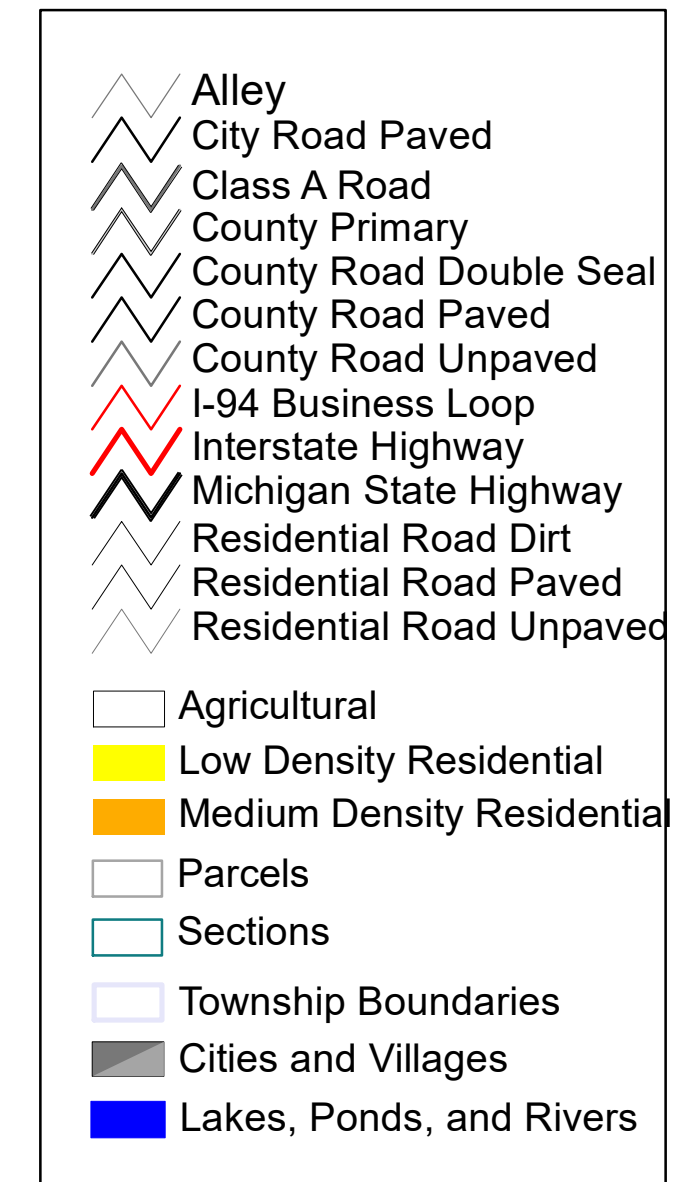 Alley
City Road Paved
Class A Road
County Primary
County Road Double Seal
County Road Paved
County Road Unpaved
I-94 Business Loop
Interstate Highway
Michigan State Highway
Residential Road Dirt
Residential Road Paved
Residential Road Unpaved
Agricultural
Low Density Residential
Medium Density Residential
Parcels
Sections
Township Boundaries
Cities and Villages
Lakes, Ponds, and Rivers